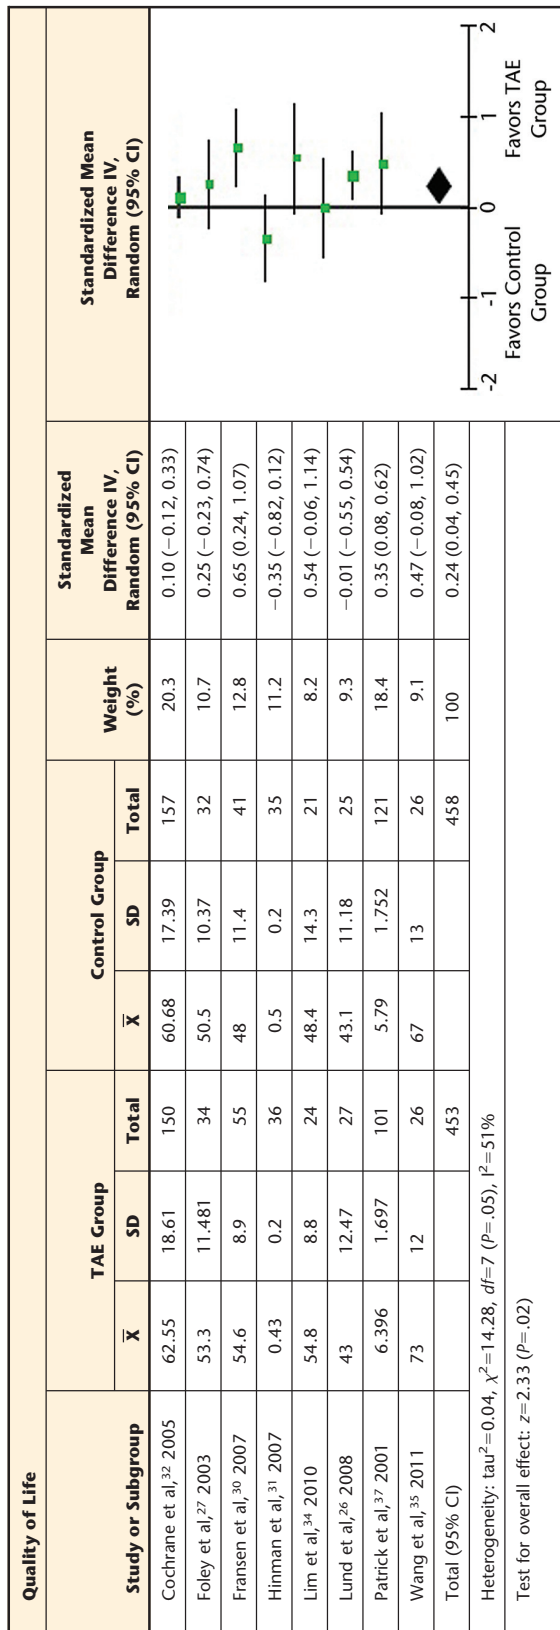 Quality of Life
Study or Subgroup | TAE Group | Control Group | Weight (%) | Standardized Mean Difference IV, Random (95% CI) | Standardized Mean Difference IV, Random (95% CI)
X̅ | SD | Total | X̅ | SD | Total
Cochrane et al,³² 2005 | 62.55 | 18.61 | 150 | 60.68 | 17.39 | 157 | 20.3 | 0.10 (−0.12, 0.33)
Foley et al,²⁷ 2003 | 53.3 | 11.481 | 34 | 50.5 | 10.37 | 32 | 10.7 | 0.25 (−0.23, 0.74)
Fransen et al,³⁰ 2007 | 54.6 | 8.9 | 55 | 48 | 11.4 | 41 | 12.8 | 0.65 (0.24, 1.07)
Hinman et al,³¹ 2007 | 0.43 | 0.2 | 36 | 0.5 | 0.2 | 35 | 11.2 | −0.35 (−0.82, 0.12)
Lim et al,³⁴ 2010 | 54.8 | 8.8 | 24 | 48.4 | 14.3 | 21 | 8.2 | 0.54 (−0.06, 1.14)
Lund et al,²⁶ 2008 | 43 | 12.47 | 27 | 43.1 | 11.18 | 25 | 9.3 | −0.01 (−0.55, 0.54)
Patrick et al,³⁷ 2001 | 6.396 | 1.697 | 101 | 5.79 | 1.752 | 121 | 18.4 | 0.35 (0.08, 0.62)
Wang et al,³⁵ 2011 | 73 | 12 | 26 | 67 | 13 | 26 | 9.1 | 0.47 (−0.08, 1.02)
Total (95% CI) | 453 | 458 | 100 | 0.24 (0.04, 0.45)
Heterogeneity: tau²=0.04, χ²=14.28, df=7 (P=.05), I²=51%
Test for overall effect: z=2.33 (P=.02)
-2 -1 0 1 2
Favors Control Group
Favors TAE Group